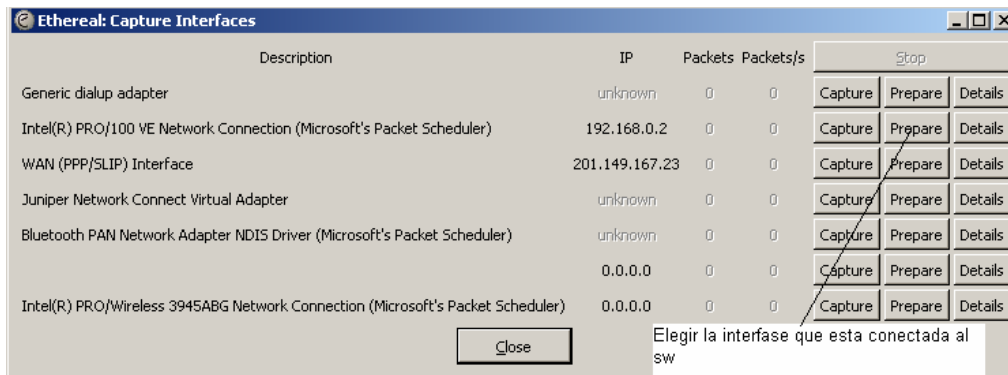 Ethereal: Capture Interfaces
Description IP Packets Packets/s Stop
Generic dialup adapter unknown 0 0 Capture Prepare Details
Intel(R) PRO/100 VE Network Connection (Microsoft's Packet Scheduler) 192.168.0.2 0 0 Capture Prepare Details
WAN (PPP/SLIP) Interface 201.149.167.23 0 0 Capture Prepare Details
Juniper Network Connect Virtual Adapter unknown 0 0 Capture Prepare Details
Bluetooth PAN Network Adapter NDIS Driver (Microsoft's Packet Scheduler) unknown 0 0 Capture Prepare Details
0.0.0.0 0 0 Capture Prepare Details
Intel(R) PRO/Wireless 3945ABG Network Connection (Microsoft's Packet Scheduler) 0.0.0.0 0 0 Capture Prepare Details
Close
Elegir la interfase que esta conectada al
sw